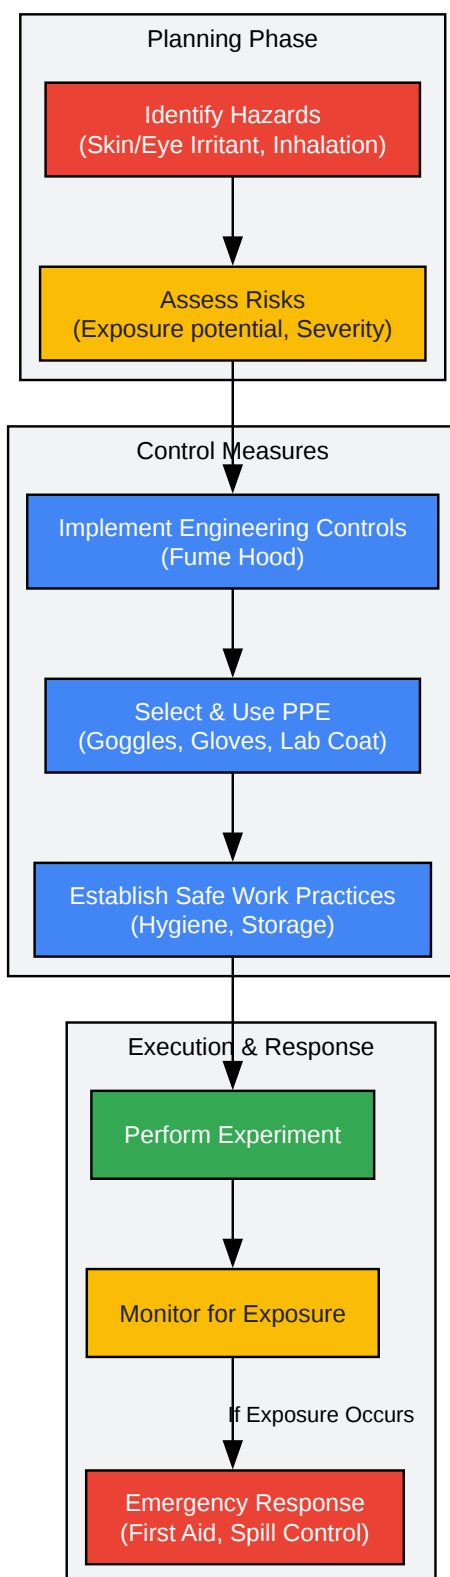 Planning Phase
Identify Hazards
(Skin/Eye Irritant, Inhalation)
Assess Risks
(Exposure potential, Severity)
Control Measures
Implement Engineering Controls
(Fume Hood)
Select & Use PPE
(Goggles, Gloves, Lab Coat)
Establish Safe Work Practices
(Hygiene, Storage)
Execution & Response
Perform Experiment
Monitor for Exposure
If Exposure Occurs
Emergency Response
(First Aid, Spill Control)